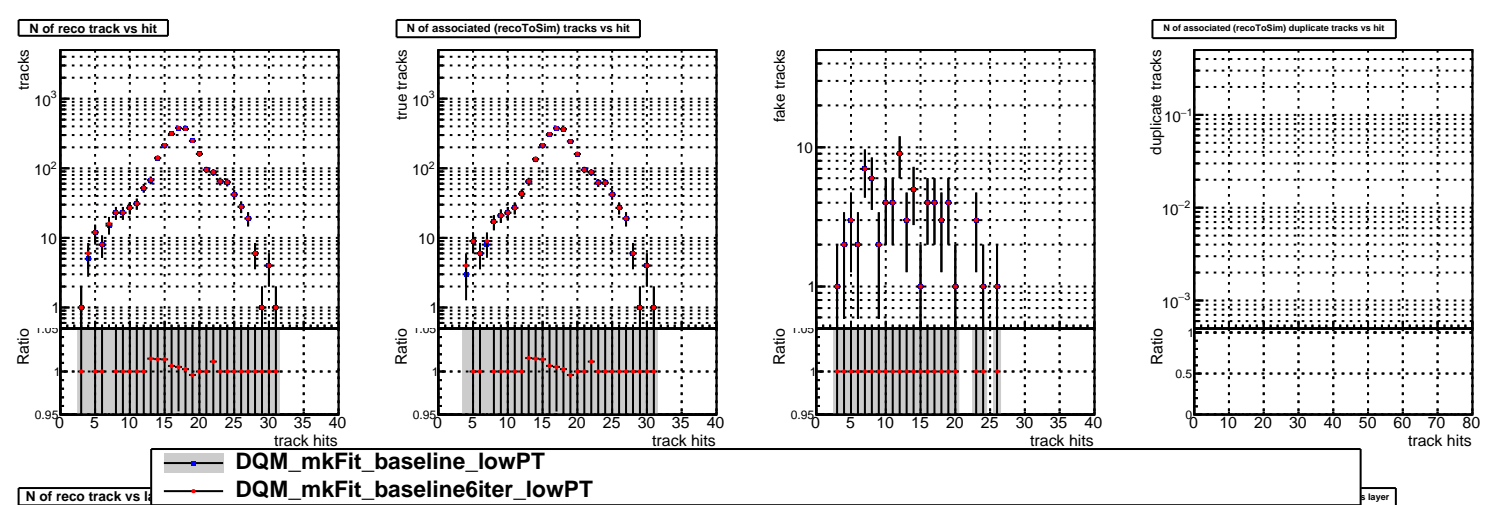 N of reco track vs hit
N of associated (recoToSim) tracks vs hit
N of associated (recoToSim) duplicate tracks vs hit
tracks
10³
10²
10
1
Ratio
1.05
1
0.95
0 5 10 15 20 25 30 35 40
track hits
true tracks
10³
10²
10
1
Ratio
1.05
1
0.95
0 5 10 15 20 25 30 35 40
track hits
fake tracks
10
1
Ratio
1.05
1
0.95
0 5 10 15 20 25 30 35 40
track hits
duplicate tracks
10⁻¹
10⁻²
10⁻³
Ratio
1
0.5
0
0 10 20 30 40 50 60 70 80
track hits
DQM_mkFit_baseline_lowPT
DQM_mkFit_baseline6iter_lowPT
N of reco track vs la
s layer